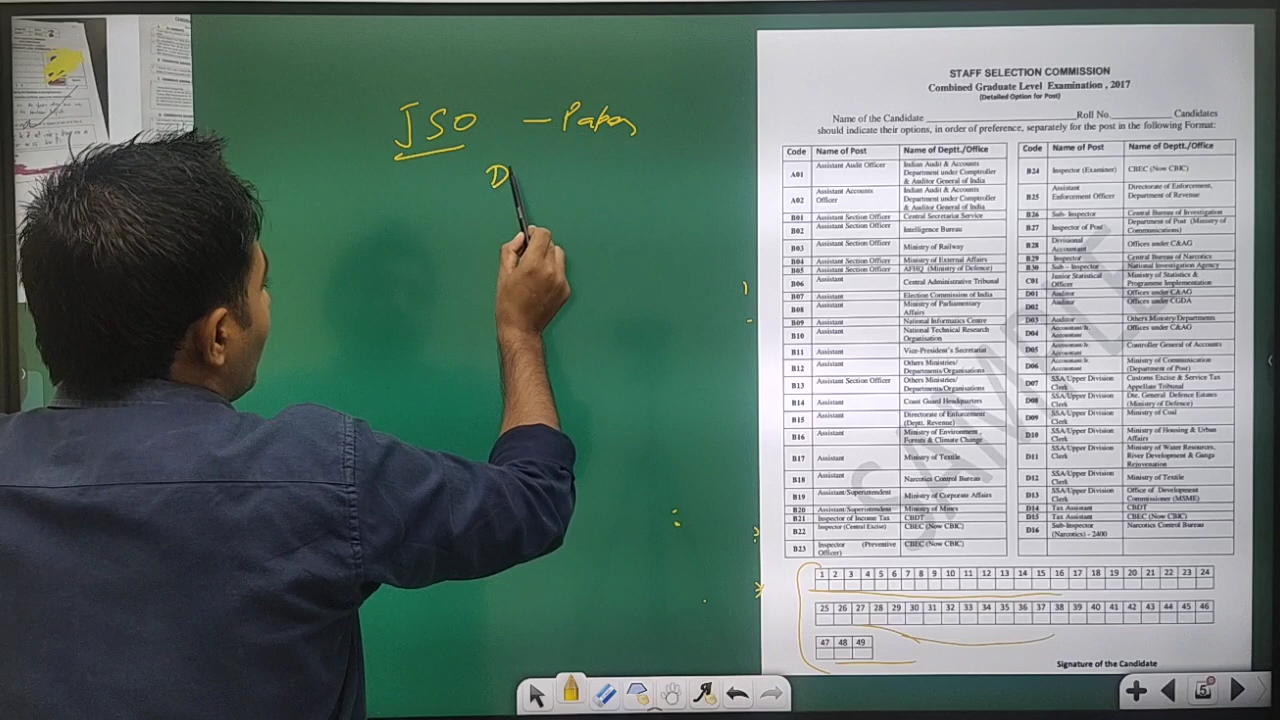 JSO - Paper
D
STAFF SELECTION COMMISSION
Combined Graduate Level Examination , 2017
(Detailed Option for Post)
Name of the Candidate ____________ Roll No.____________ Candidates
should indicate their options, in order of preference, separately for the post in the following Format:
Code Name of Post Name of Deptt./Office
A01 Assistant Audit Officer Indian Audit & Accounts
Department under Comptroller
& Auditor General of India
A02 Assistant Accounts
Officer
Indian Audit & Accounts
Department under Comptroller
& Auditor General of India
B01 Assistant Section Officer Central Secretariat Service
B02 Assistant Section Officer Intelligence Bureau
B03 Assistant Section Officer Ministry of Railway
B04 Assistant Section Officer Ministry of External Affairs
B05 Assistant Section Officer AFHQ (Ministry of Defence)
B06 Assistant Central Administrative Tribunal
B07 Assistant Election Commission of India
B08 Assistant Ministry of Parliamentary
Affairs
B09 Assistant National Informatics Centre
B10 Assistant National Technical Research
Organisation
B11 Assistant Vice-President's Secretariat
B12 Assistant Others Ministries/
Departments/Organisations
B13 Assistant Section Officer Others Ministries/
Departments/Organisations
B14 Assistant Coast Guard Headquarters
B15 Assistant Directorate of Enforcement
(Deptt. Revenue)
B16 Assistant Ministry of Environment,
Forests & Climate Change
B17 Assistant Ministry of Textile
B18 Assistant Narcotics Control Bureau
B19 Assistant/Superintendent Ministry of Corporate Affairs
B20 Assistant/Superintendent Ministry of Mines
B21 Inspector of Income Tax CBDT
B22 Inspector (Central Excise) CBEC (Now CBIC)
B23 Inspector (Preventive
Officer)
CBEC (Now CBIC)
Code Name of Post Name of Deptt./Office
B24 Inspector (Examiner) CBEC (Now CBIC)
B25 Assistant
Enforcement Officer
Directorate of Enforcement,
Department of Revenue
B26 Sub- Inspector Central Bureau of Investigation
B27 Inspector of Post Department of Post (Ministry of
Communications)
B28 Divisional
Accountant
Offices under C&AG
B29 Inspector Central Bureau of Narcotics
B30 Sub - Inspector National Investigation Agency
C01 Junior Statistical
Officer
Ministry of Statistics &
Programme Implementation
D01 Auditor Offices under C&AG
D02 Auditor Offices under CGDA
D03 Auditor Others Ministry/Departments
D04 Accountant/Jr.
Accountant
Offices under C&AG
D05 Accountant/Jr.
Accountant
Controller General of Accounts
D06 Accountant/Jr.
Accountant
Ministry of Communication
(Department of Post)
D07 SSA/Upper Division
Clerk
Customs Excise & Service Tax
Appellate Tribunal
D08 SSA/Upper Division
Clerk
Dte. General Defence Estates
(Ministry of Defence)
D09 SSA/Upper Division
Clerk
Ministry of Coal
D10 SSA/Upper Division
Clerk
Ministry of Housing & Urban
Affairs
D11 SSA/Upper Division
Clerk
Ministry of Water Resources,
River Development & Ganga
Rejuvenation
D12 SSA/Upper Division
Clerk
Ministry of Textile
D13 SSA/Upper Division
Clerk
Office of Development
Commissioner (MSME)
D14 Tax Assistant CBDT
D15 Tax Assistant CBEC (Now CBIC)
D16 Sub-Inspector
(Narcotics) - 2400
Narcotics Control Bureau
SAMPLE
1 2 3 4 5 6 7 8 9 10 11 12 13 14 15 16 17 18 19 20 21 22 23 24
25 26 27 28 29 30 31 32 33 34 35 36 37 38 39 40 41 42 43 44 45 46
47 48 49
Signature of the Candidate
5